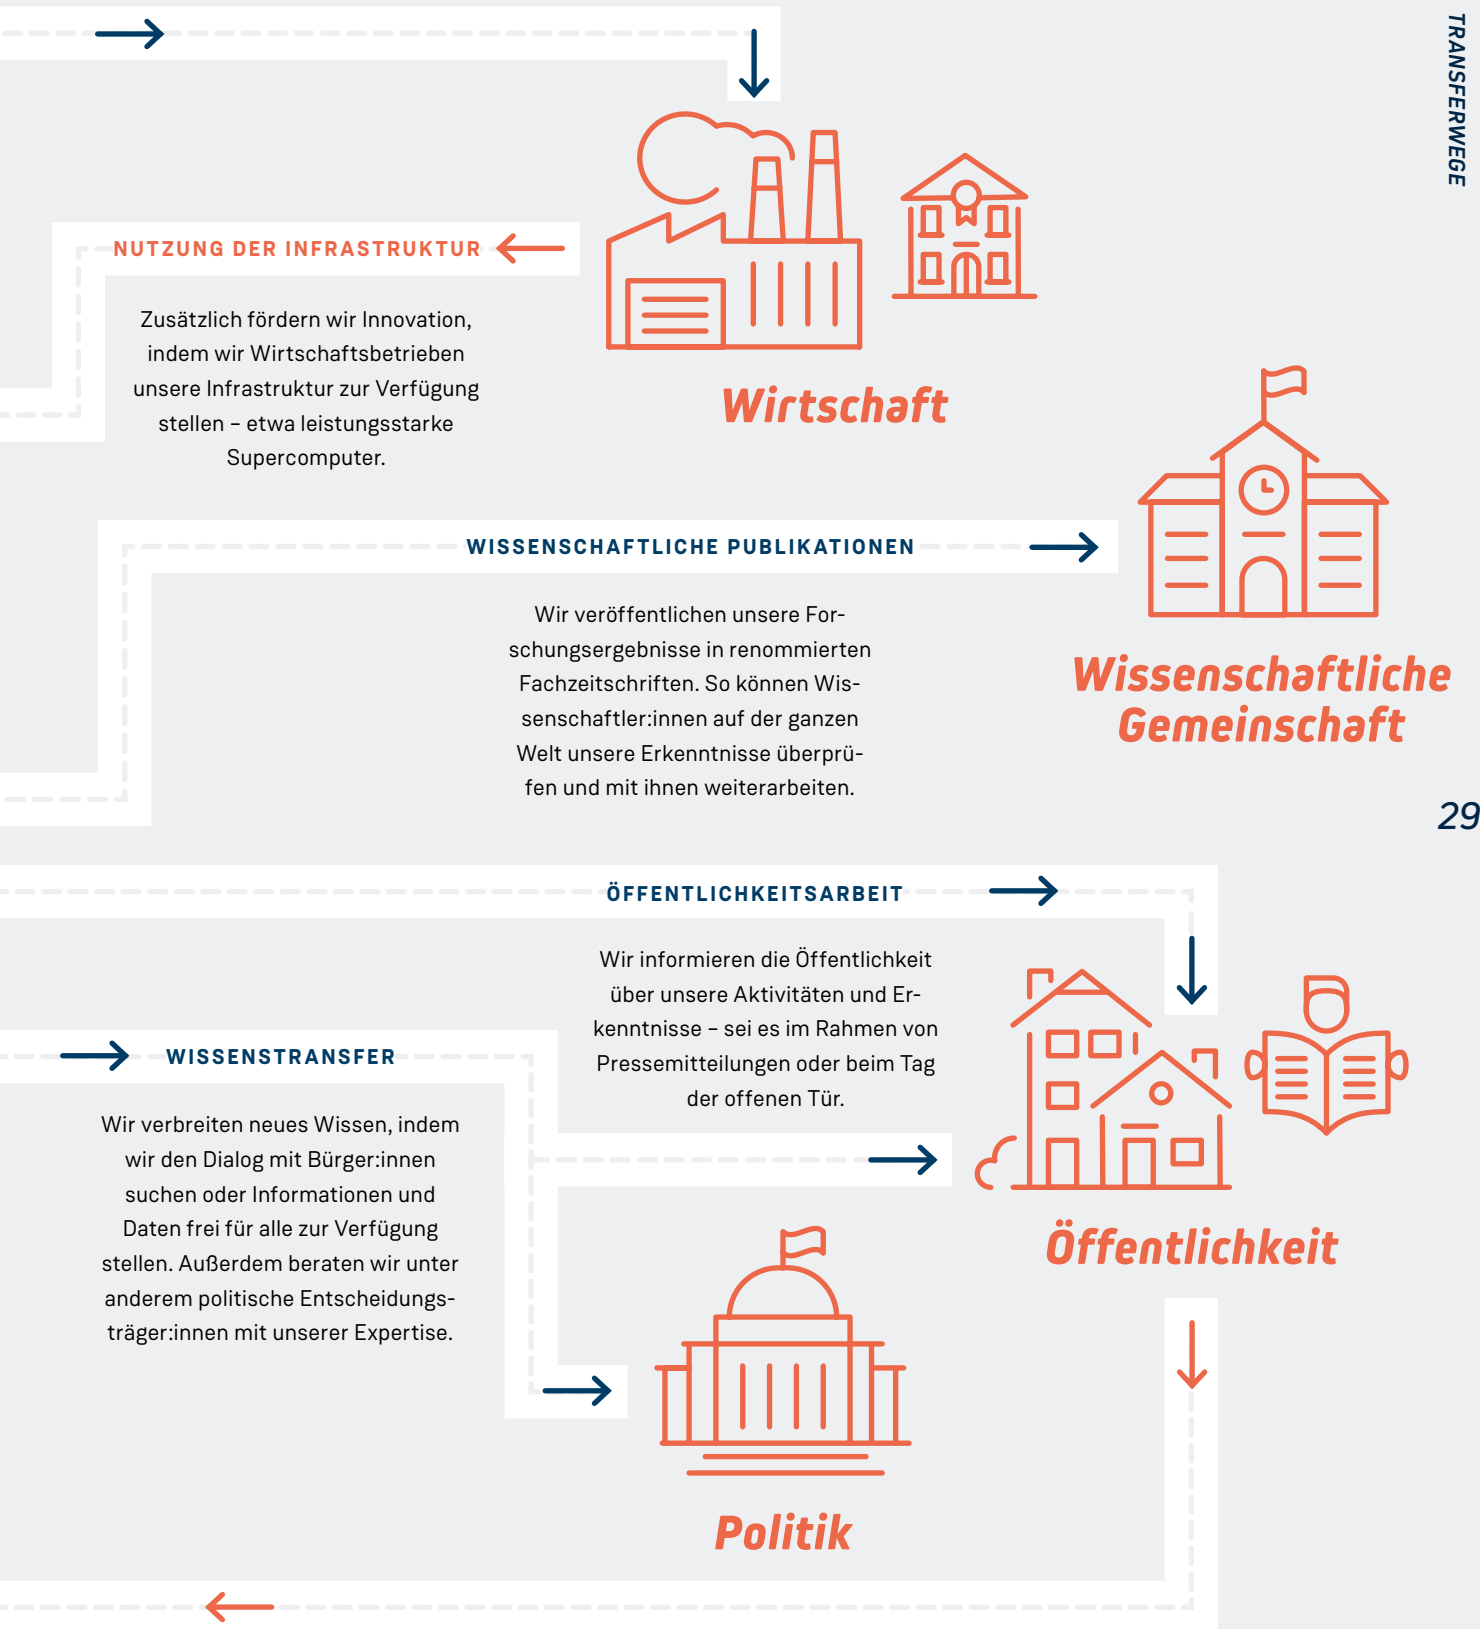 TRANSFERWEGE
NUTZUNG DER INFRASTRUKTUR
Zusätzlich fördern wir Innovation,
indem wir Wirtschaftsbetrieben
unsere Infrastruktur zur Verfügung
stellen – etwa leistungsstarke
Supercomputer.
Wirtschaft
WISSENSCHAFTLICHE PUBLIKATIONEN
Wir veröffentlichen unsere For-
schungsergebnisse in renommierten
Fachzeitschriften. So können Wis-
senschaftler:innen auf der ganzen
Welt unsere Erkenntnisse überprü-
fen und mit ihnen weiterarbeiten.
Wissenschaftliche
Gemeinschaft
29
ÖFFENTLICHKEITSARBEIT
Wir informieren die Öffentlichkeit
über unsere Aktivitäten und Er-
kenntnisse – sei es im Rahmen von
Pressemitteilungen oder beim Tag
der offenen Tür.
WISSENSTRANSFER
Wir verbreiten neues Wissen, indem
wir den Dialog mit Bürger:innen
suchen oder Informationen und
Daten frei für alle zur Verfügung
stellen. Außerdem beraten wir unter
anderem politische Entscheidungs-
träger:innen mit unserer Expertise.
Öffentlichkeit
Politik